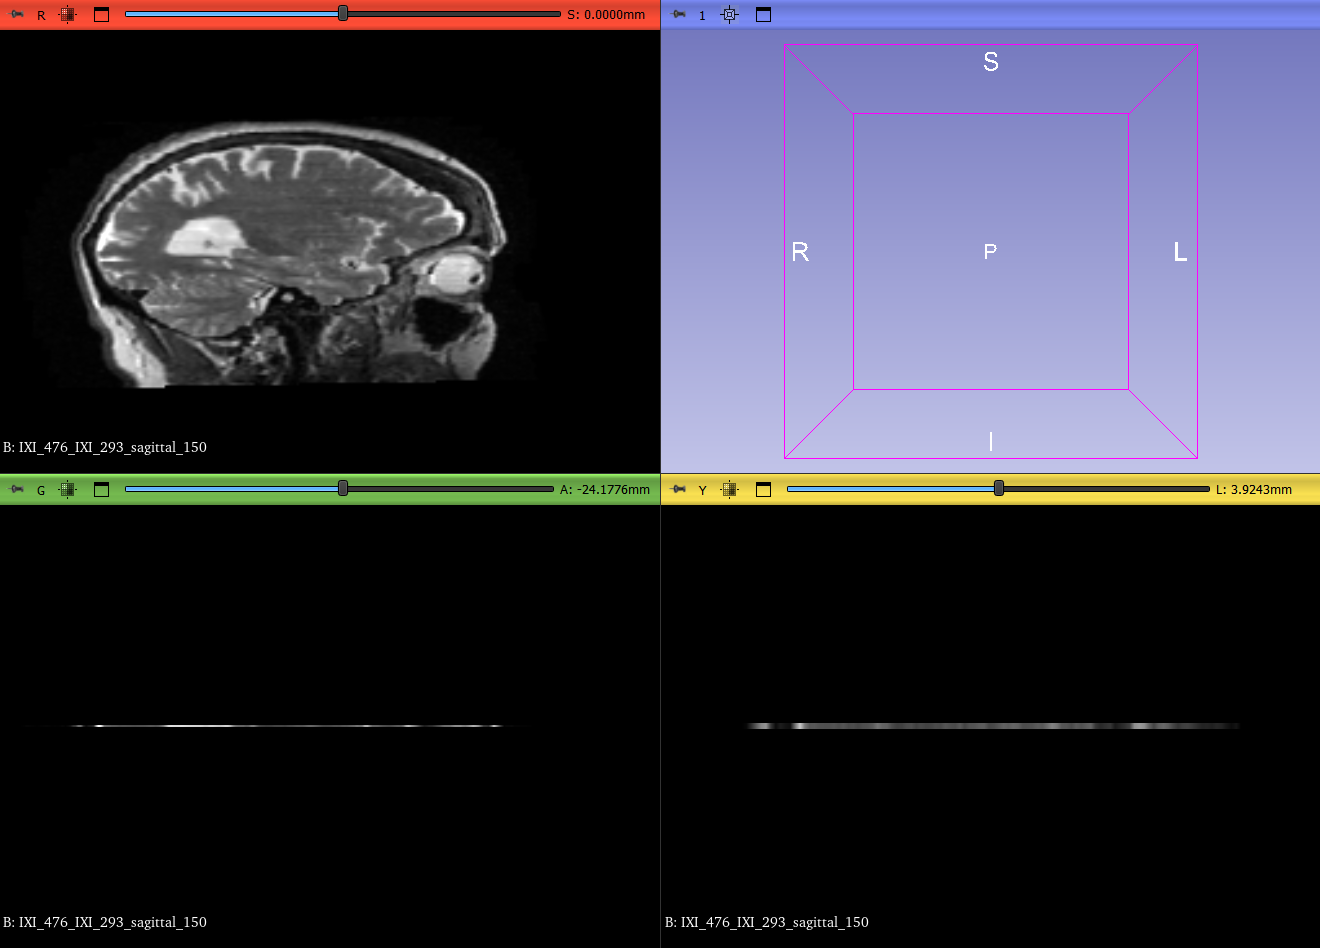 R S: 0.0000mm
1
S
R P L
I
B: IXI_476_IXI_293_sagittal_150
G A: -24.1776mm
Y L: 3.9243mm
B: IXI_476_IXI_293_sagittal_150
B: IXI_476_IXI_293_sagittal_150